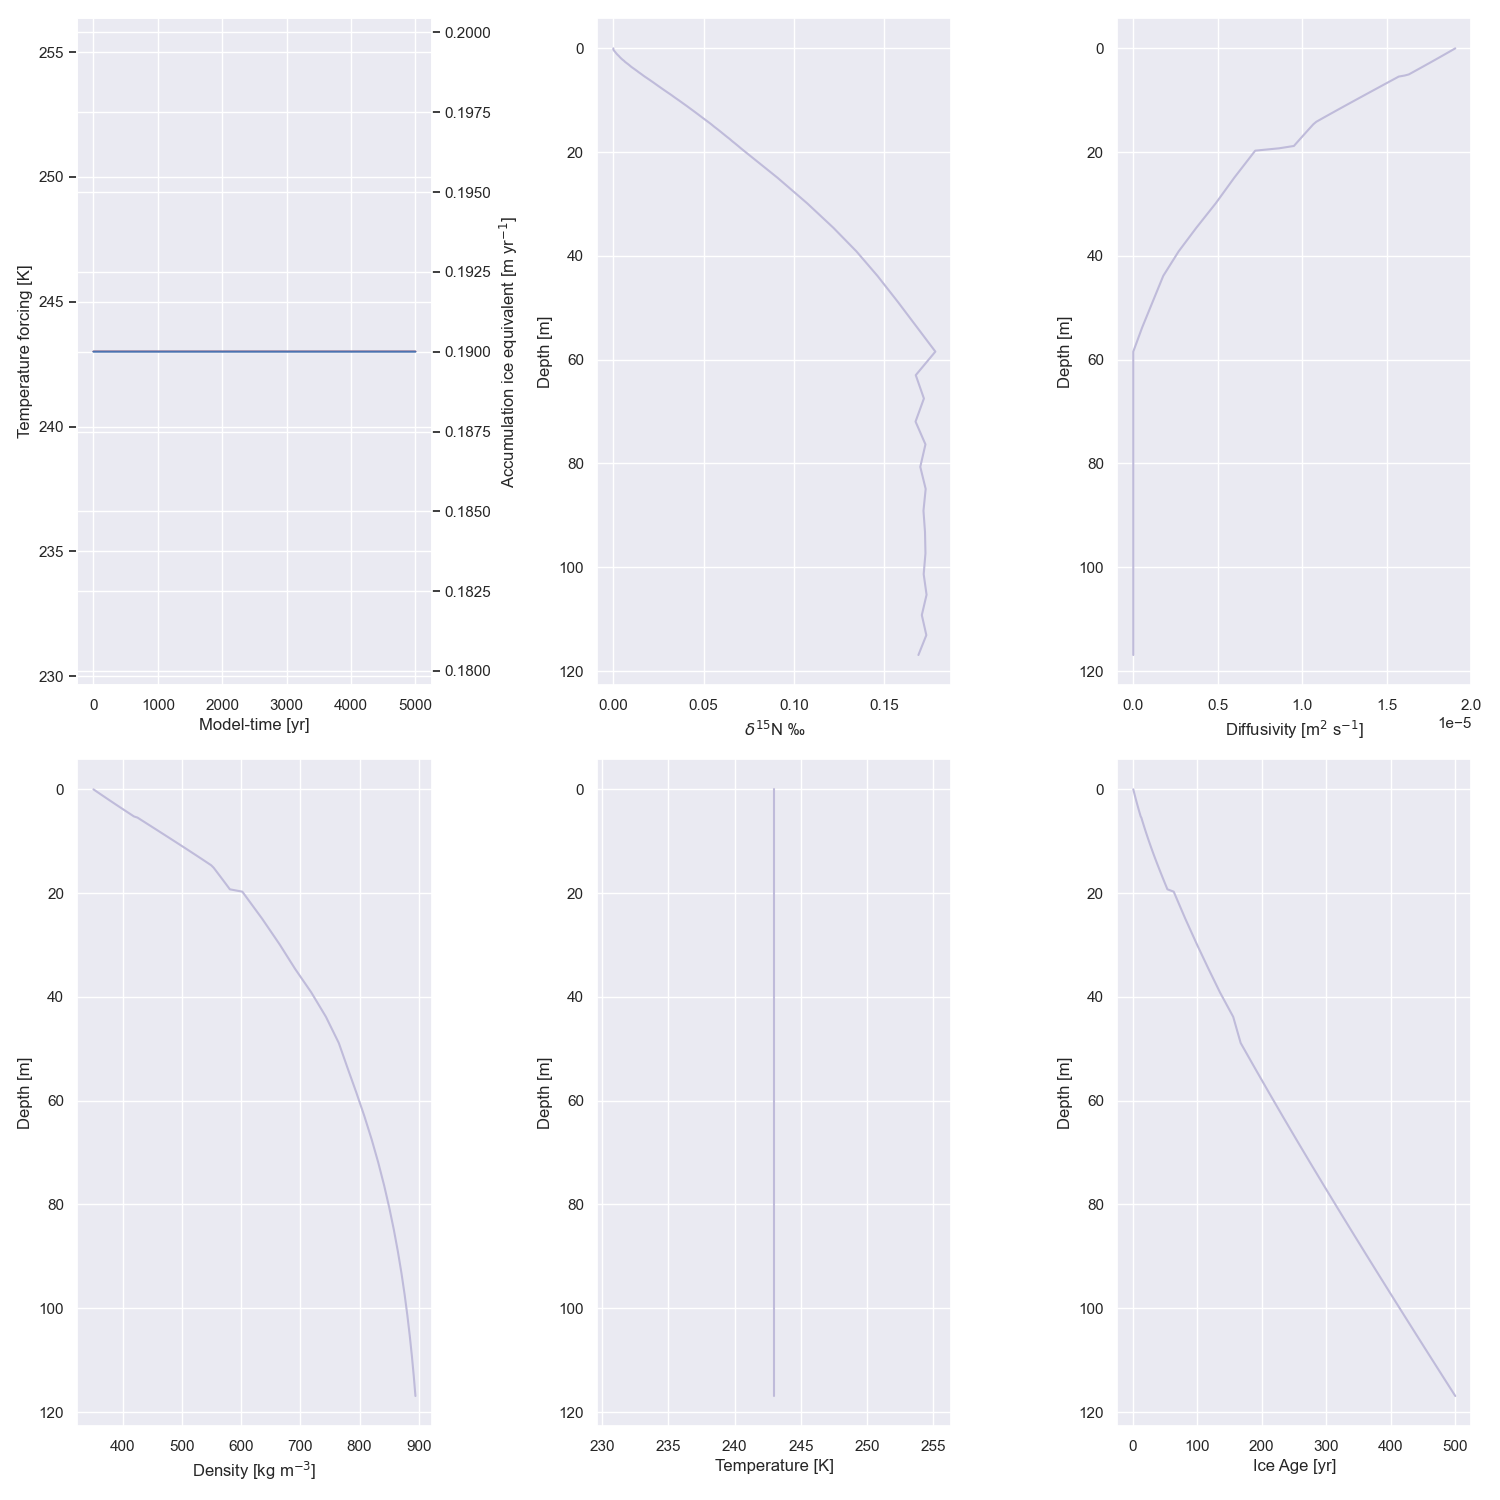 255
250
245
240
235
230
Temperature forcing [K]
0.2000
0.1975
0.1950
0.1925
0.1900
0.1875
0.1850
0.1825
0.1800
Accumulation ice equivalent [m yr⁻¹]
0 1000 2000 3000 4000 5000
Model-time [yr]
0
20
40
60
80
100
120
Depth [m]
0.00 0.05 0.10 0.15
δ¹⁵N ‰
0
20
40
60
80
100
120
Depth [m]
0.0 0.5 1.0 1.5 2.0
1e−5
Diffusivity [m² s⁻¹]
0
20
40
60
80
100
120
Depth [m]
400 500 600 700 800 900
Density [kg m⁻³]
0
20
40
60
80
100
120
Depth [m]
230 235 240 245 250 255
Temperature [K]
0
20
40
60
80
100
120
Depth [m]
0 100 200 300 400 500
Ice Age [yr]